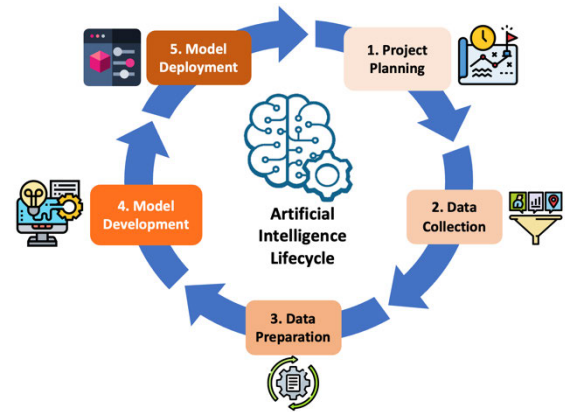 5. Model
Deployment
1. Project
Planning
2. Data
Collection
3. Data
Preparation
4. Model
Development
Artificial
Intelligence
Lifecycle